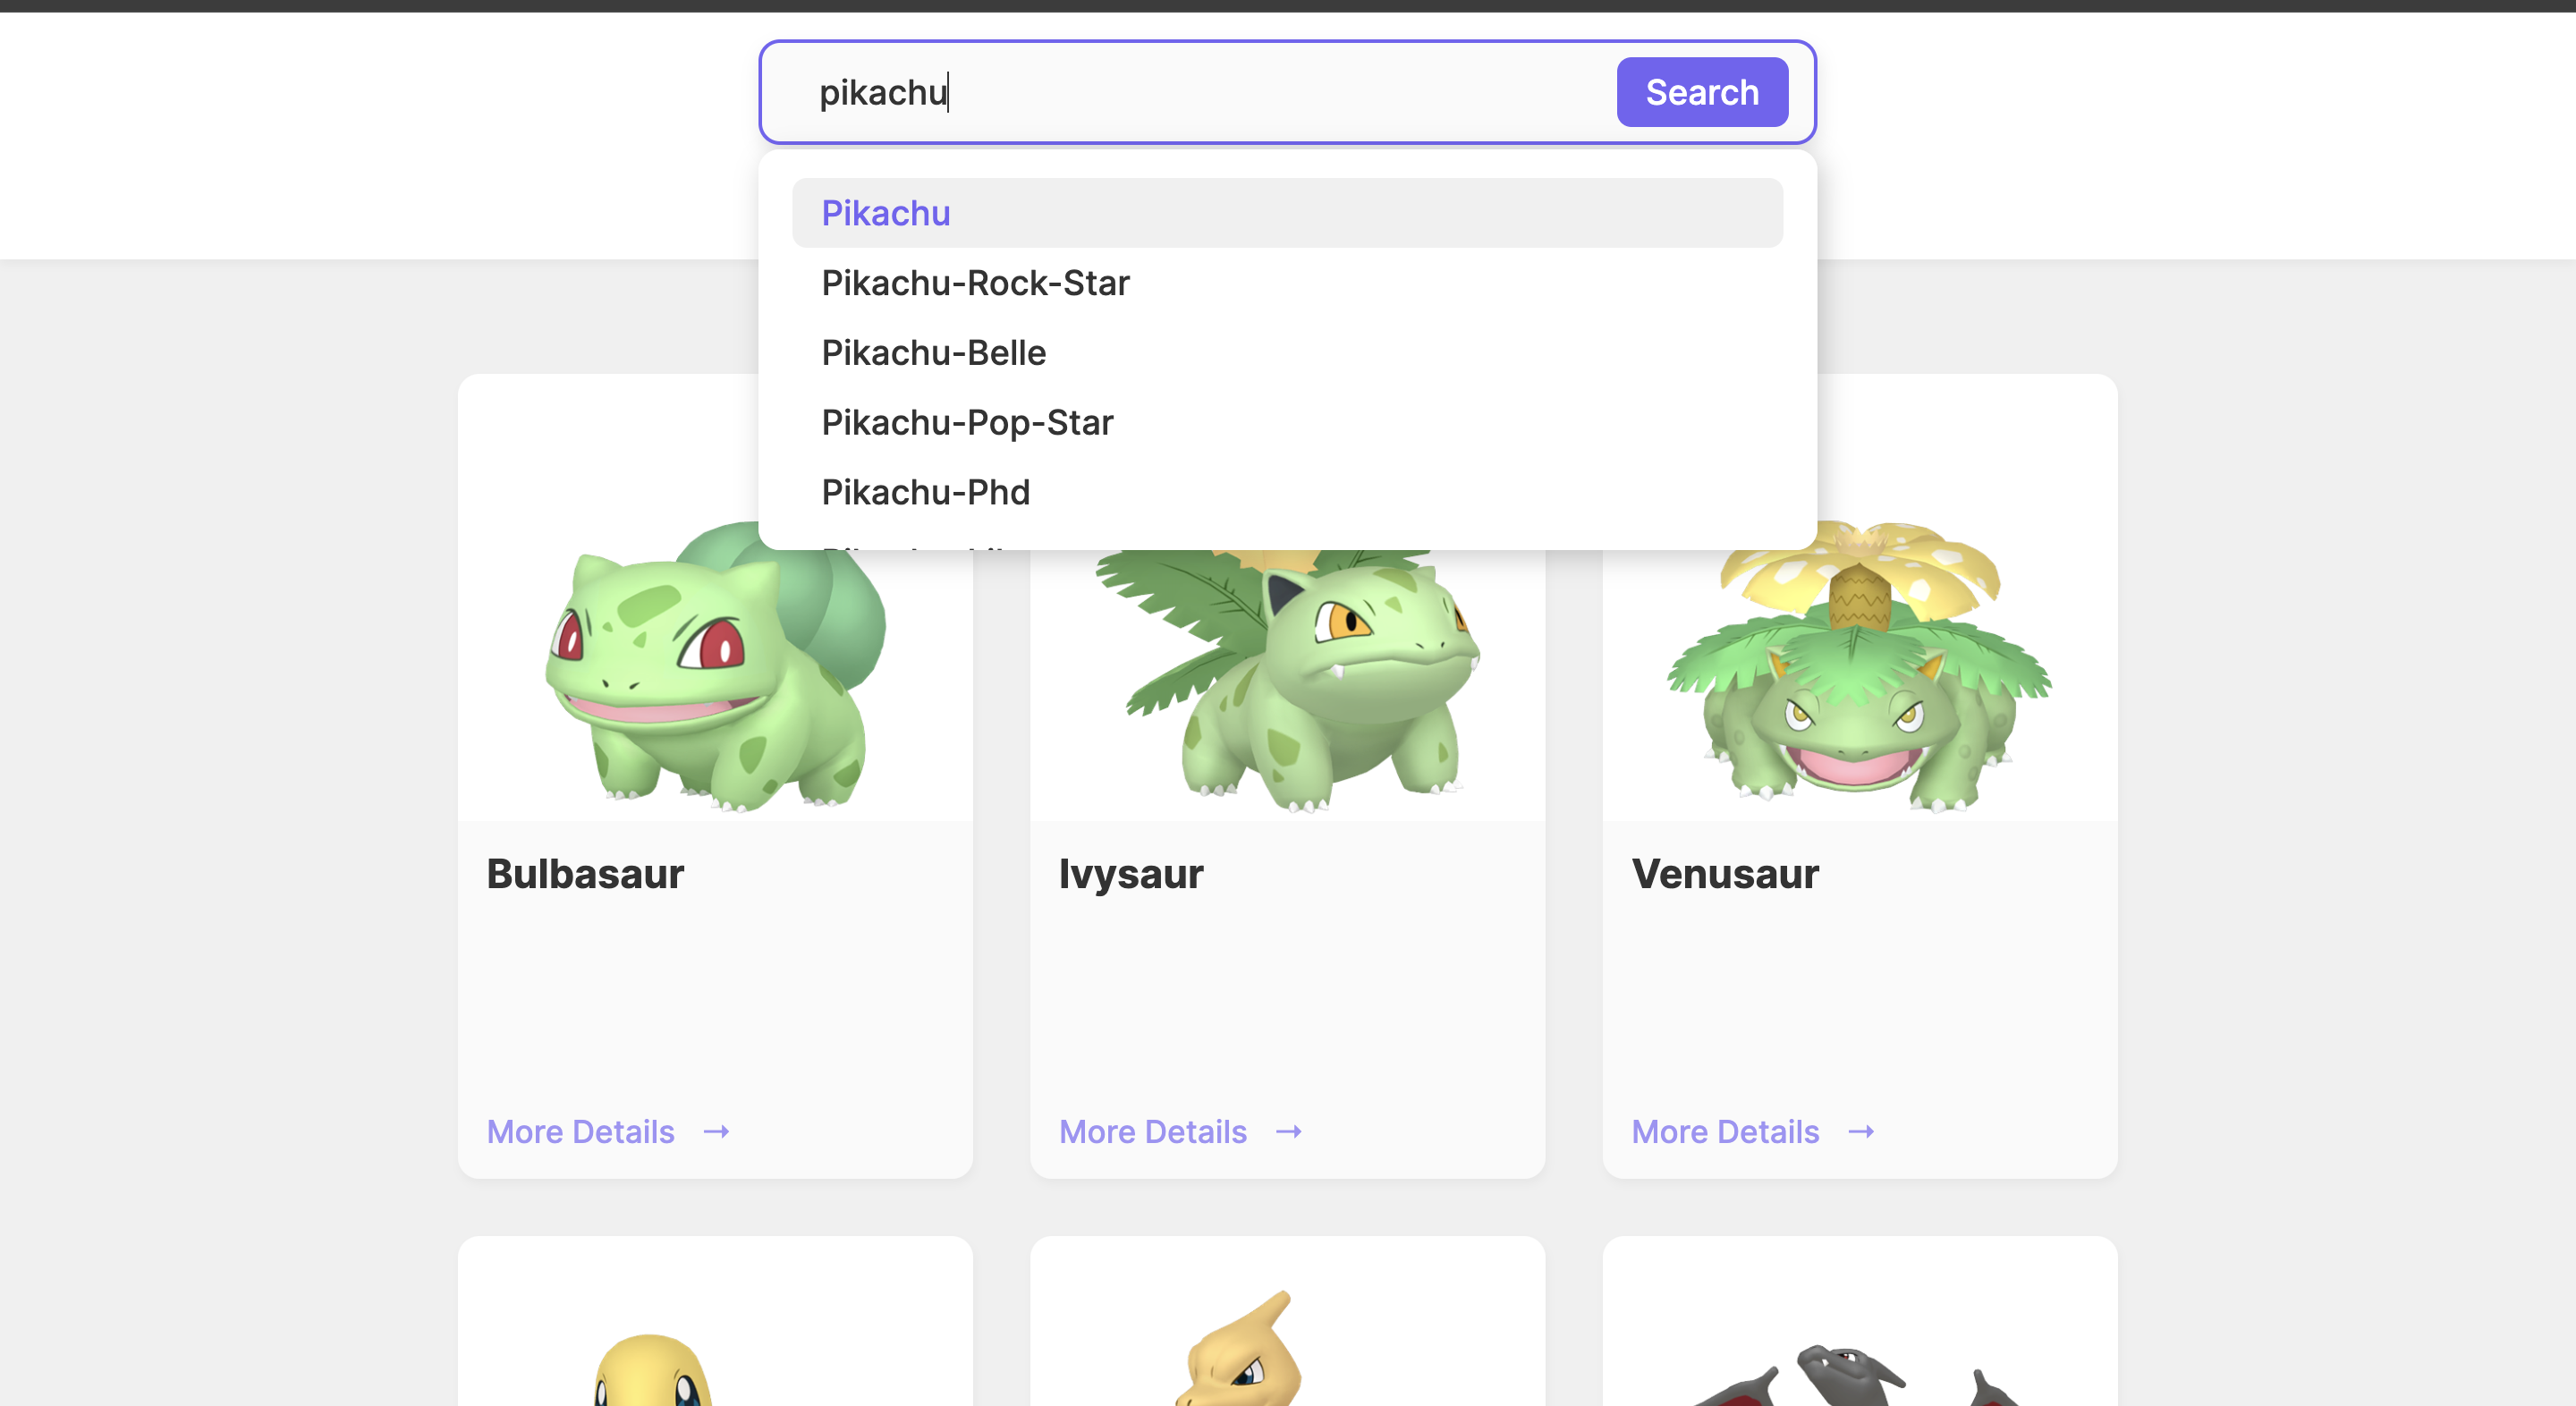 pikachu
Search
Pikachu
Pikachu-Rock-Star
Pikachu-Belle
Pikachu-Pop-Star
Pikachu-Phd
Bulbasaur
Ivysaur
Venusaur
More Details →
More Details →
More Details →